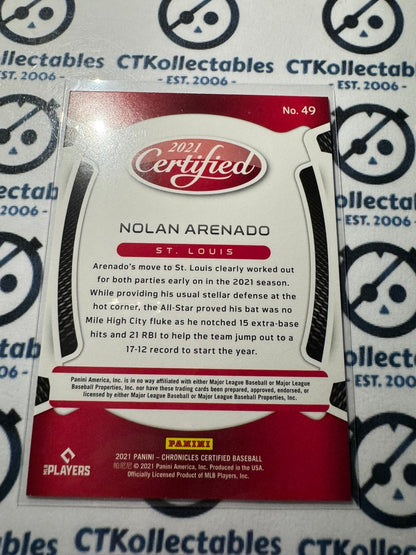 CTKollectables
- EST. 2006 -
CTKollectables
- EST. 2006 -
No. 49
2021
Certified
NOLAN ARENADO
ST. LOUIS
Arenado's move to St. Louis clearly worked out
for both parties early on in the 2021 season.
While providing his usual stellar defense at the
hot corner, the All-Star proved his bat was no
Mile High City fluke as he notched 15 extra-base
hits and 21 RBI to help the team jump out to a
17-12 record to start the year.
Panini America, Inc. is in no way affiliated with either Major League Baseball or Major League
Baseball Properties, Inc. nor have these trading cards been prepared, approved, endorsed, or
licensed by either Major League Baseball or Major League Baseball Properties, Inc.
PANINI
MLB PLAYERS
2021 PANINI – CHRONICLES CERTIFIED BASEBALL
帕尼尼 © 2021 Panini America, Inc. Produced in the USA.
Officially Licensed Product of MLB Players, Inc.
CTKollectables